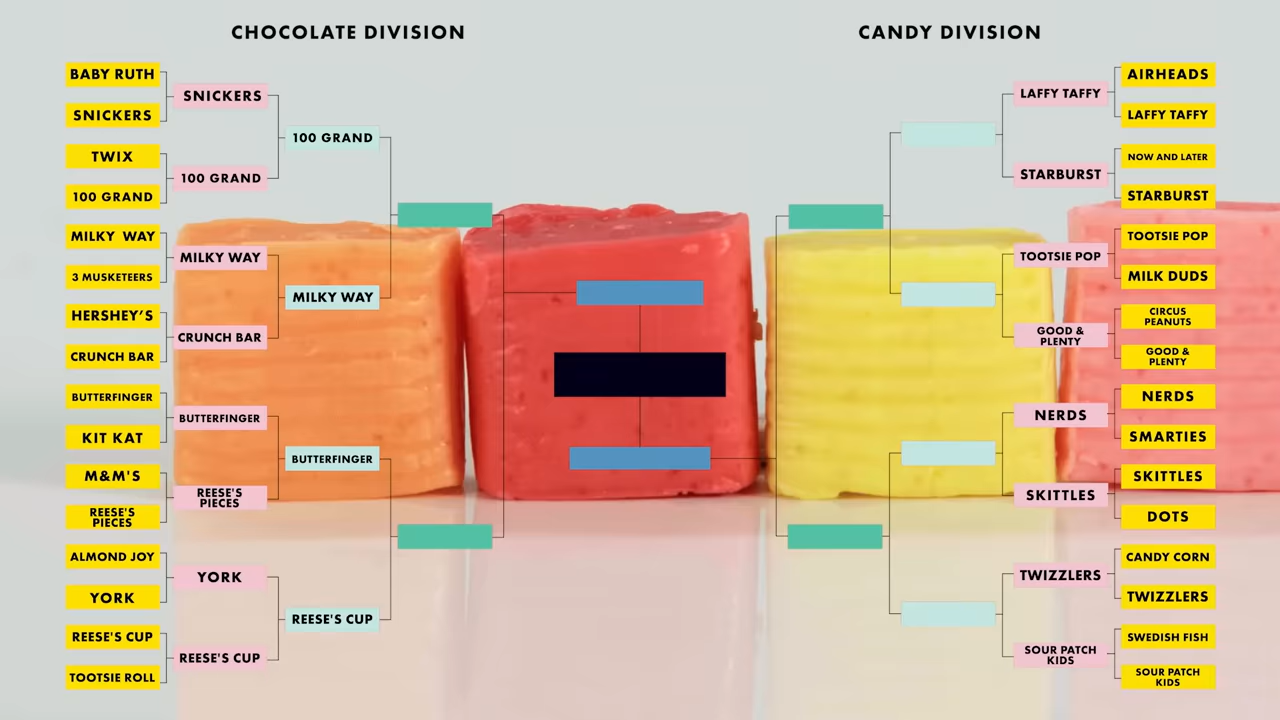 CHOCOLATE DIVISION
CANDY DIVISION
BABY RUTH
SNICKERS
TWIX
100 GRAND
MILKY WAY
3 MUSKETEERS
HERSHEY'S
CRUNCH BAR
BUTTERFINGER
KIT KAT
M&M'S
REESE'S
PIECES
ALMOND JOY
YORK
REESE'S CUP
TOOTSIE ROLL
SNICKERS
100 GRAND
MILKY WAY
CRUNCH BAR
BUTTERFINGER
REESE'S
PIECES
YORK
REESE'S CUP
100 GRAND
MILKY WAY
BUTTERFINGER
REESE'S CUP
LAFFY TAFFY
STARBURST
TOOTSIE POP
GOOD &
PLENTY
NERDS
SKITTLES
TWIZZLERS
SOUR PATCH
KIDS
AIRHEADS
LAFFY TAFFY
NOW AND LATER
STARBURST
TOOTSIE POP
MILK DUDS
CIRCUS
PEANUTS
GOOD &
PLENTY
NERDS
SMARTIES
SKITTLES
DOTS
CANDY CORN
TWIZZLERS
SWEDISH FISH
SOUR PATCH
KIDS